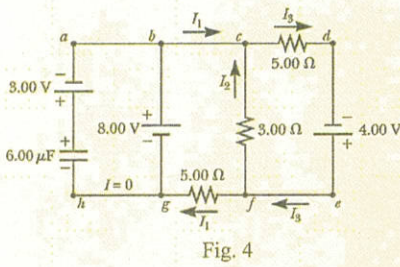 I₁ I₃
a b c d
− 5.00 Ω
3.00 V I₂
+ + −
+ 8.00 V 3.00 Ω 4.00 V
6.00 μF − +
− I = 0 5.00 Ω
h g f e
I₁ I₃
Fig. 4